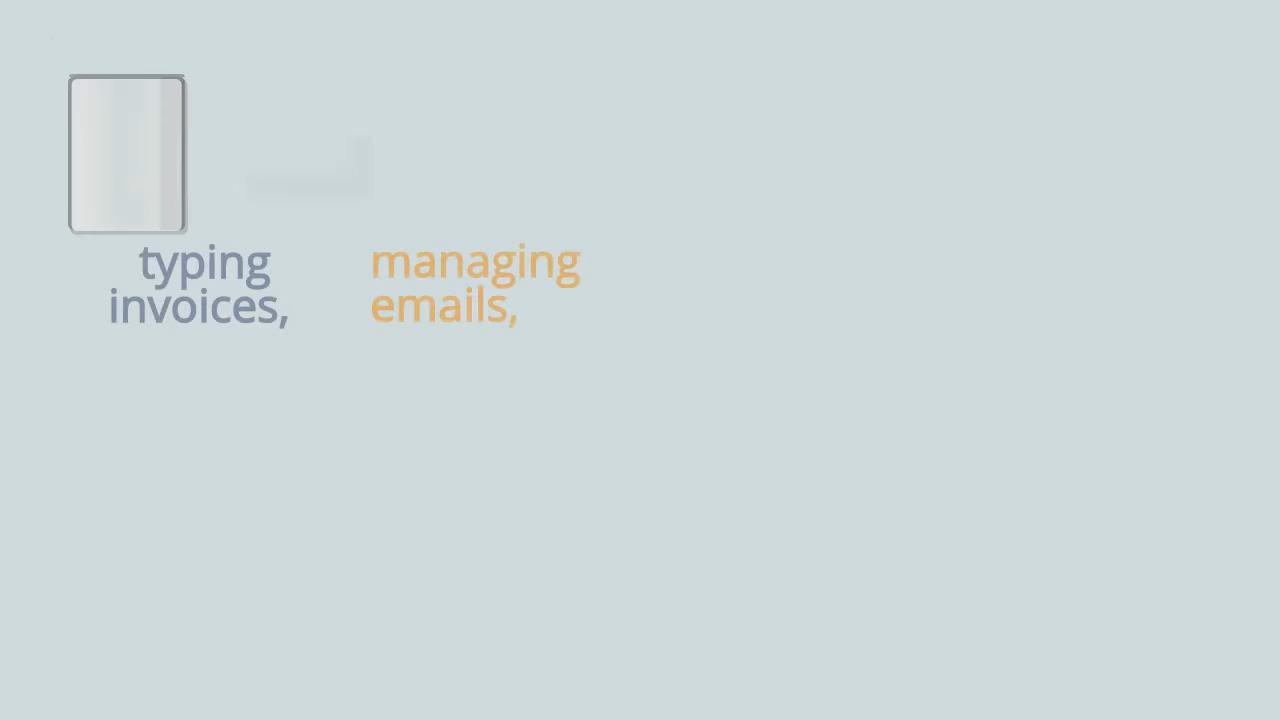 typing
invoices,
managing
emails,